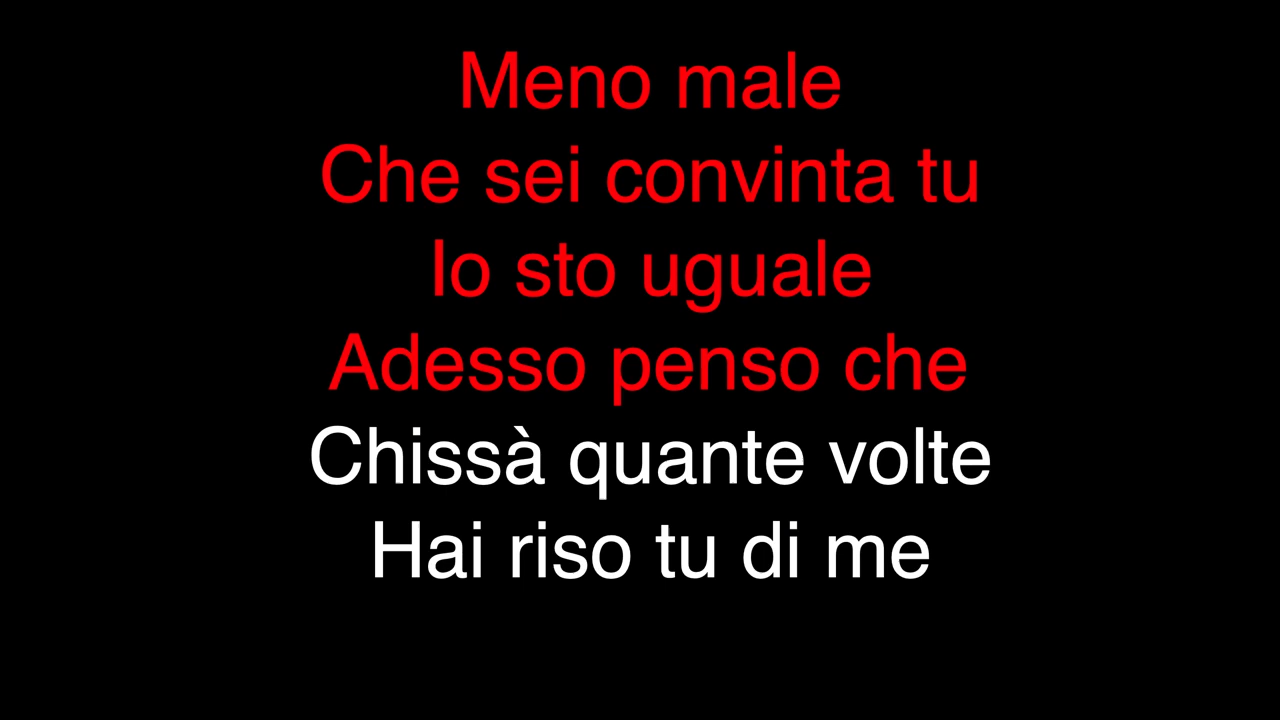 Meno male
Che sei convinta tu
Io sto uguale
Adesso penso che
Chissà quante volte
Hai riso tu di me